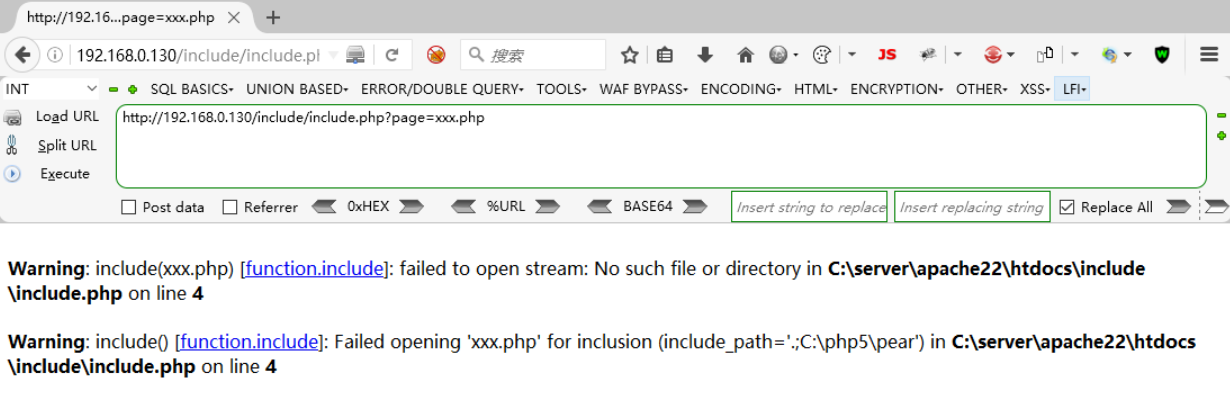 http://192.16...page=xxx.php
192.168.0.130/include/include.pl
搜索
JS
INT
SQL BASICS
UNION BASED
ERROR/DOUBLE QUERY
TOOLS
WAF BYPASS
ENCODING
HTML
ENCRYPTION
OTHER
XSS
LFI
Load URL
http://192.168.0.130/include/include.php?page=xxx.php
Split URL
Execute
Post data
Referrer
0xHEX
%URL
BASE64
Insert string to replace
Insert replacing string
Replace All
Warning: include(xxx.php) [function.include]: failed to open stream: No such file or directory in C:\server\apache22\htdocs\include
\include.php on line 4
Warning: include() [function.include]: Failed opening 'xxx.php' for inclusion (include_path='.;C:\php5\pear') in C:\server\apache22\htdocs
\include\include.php on line 4